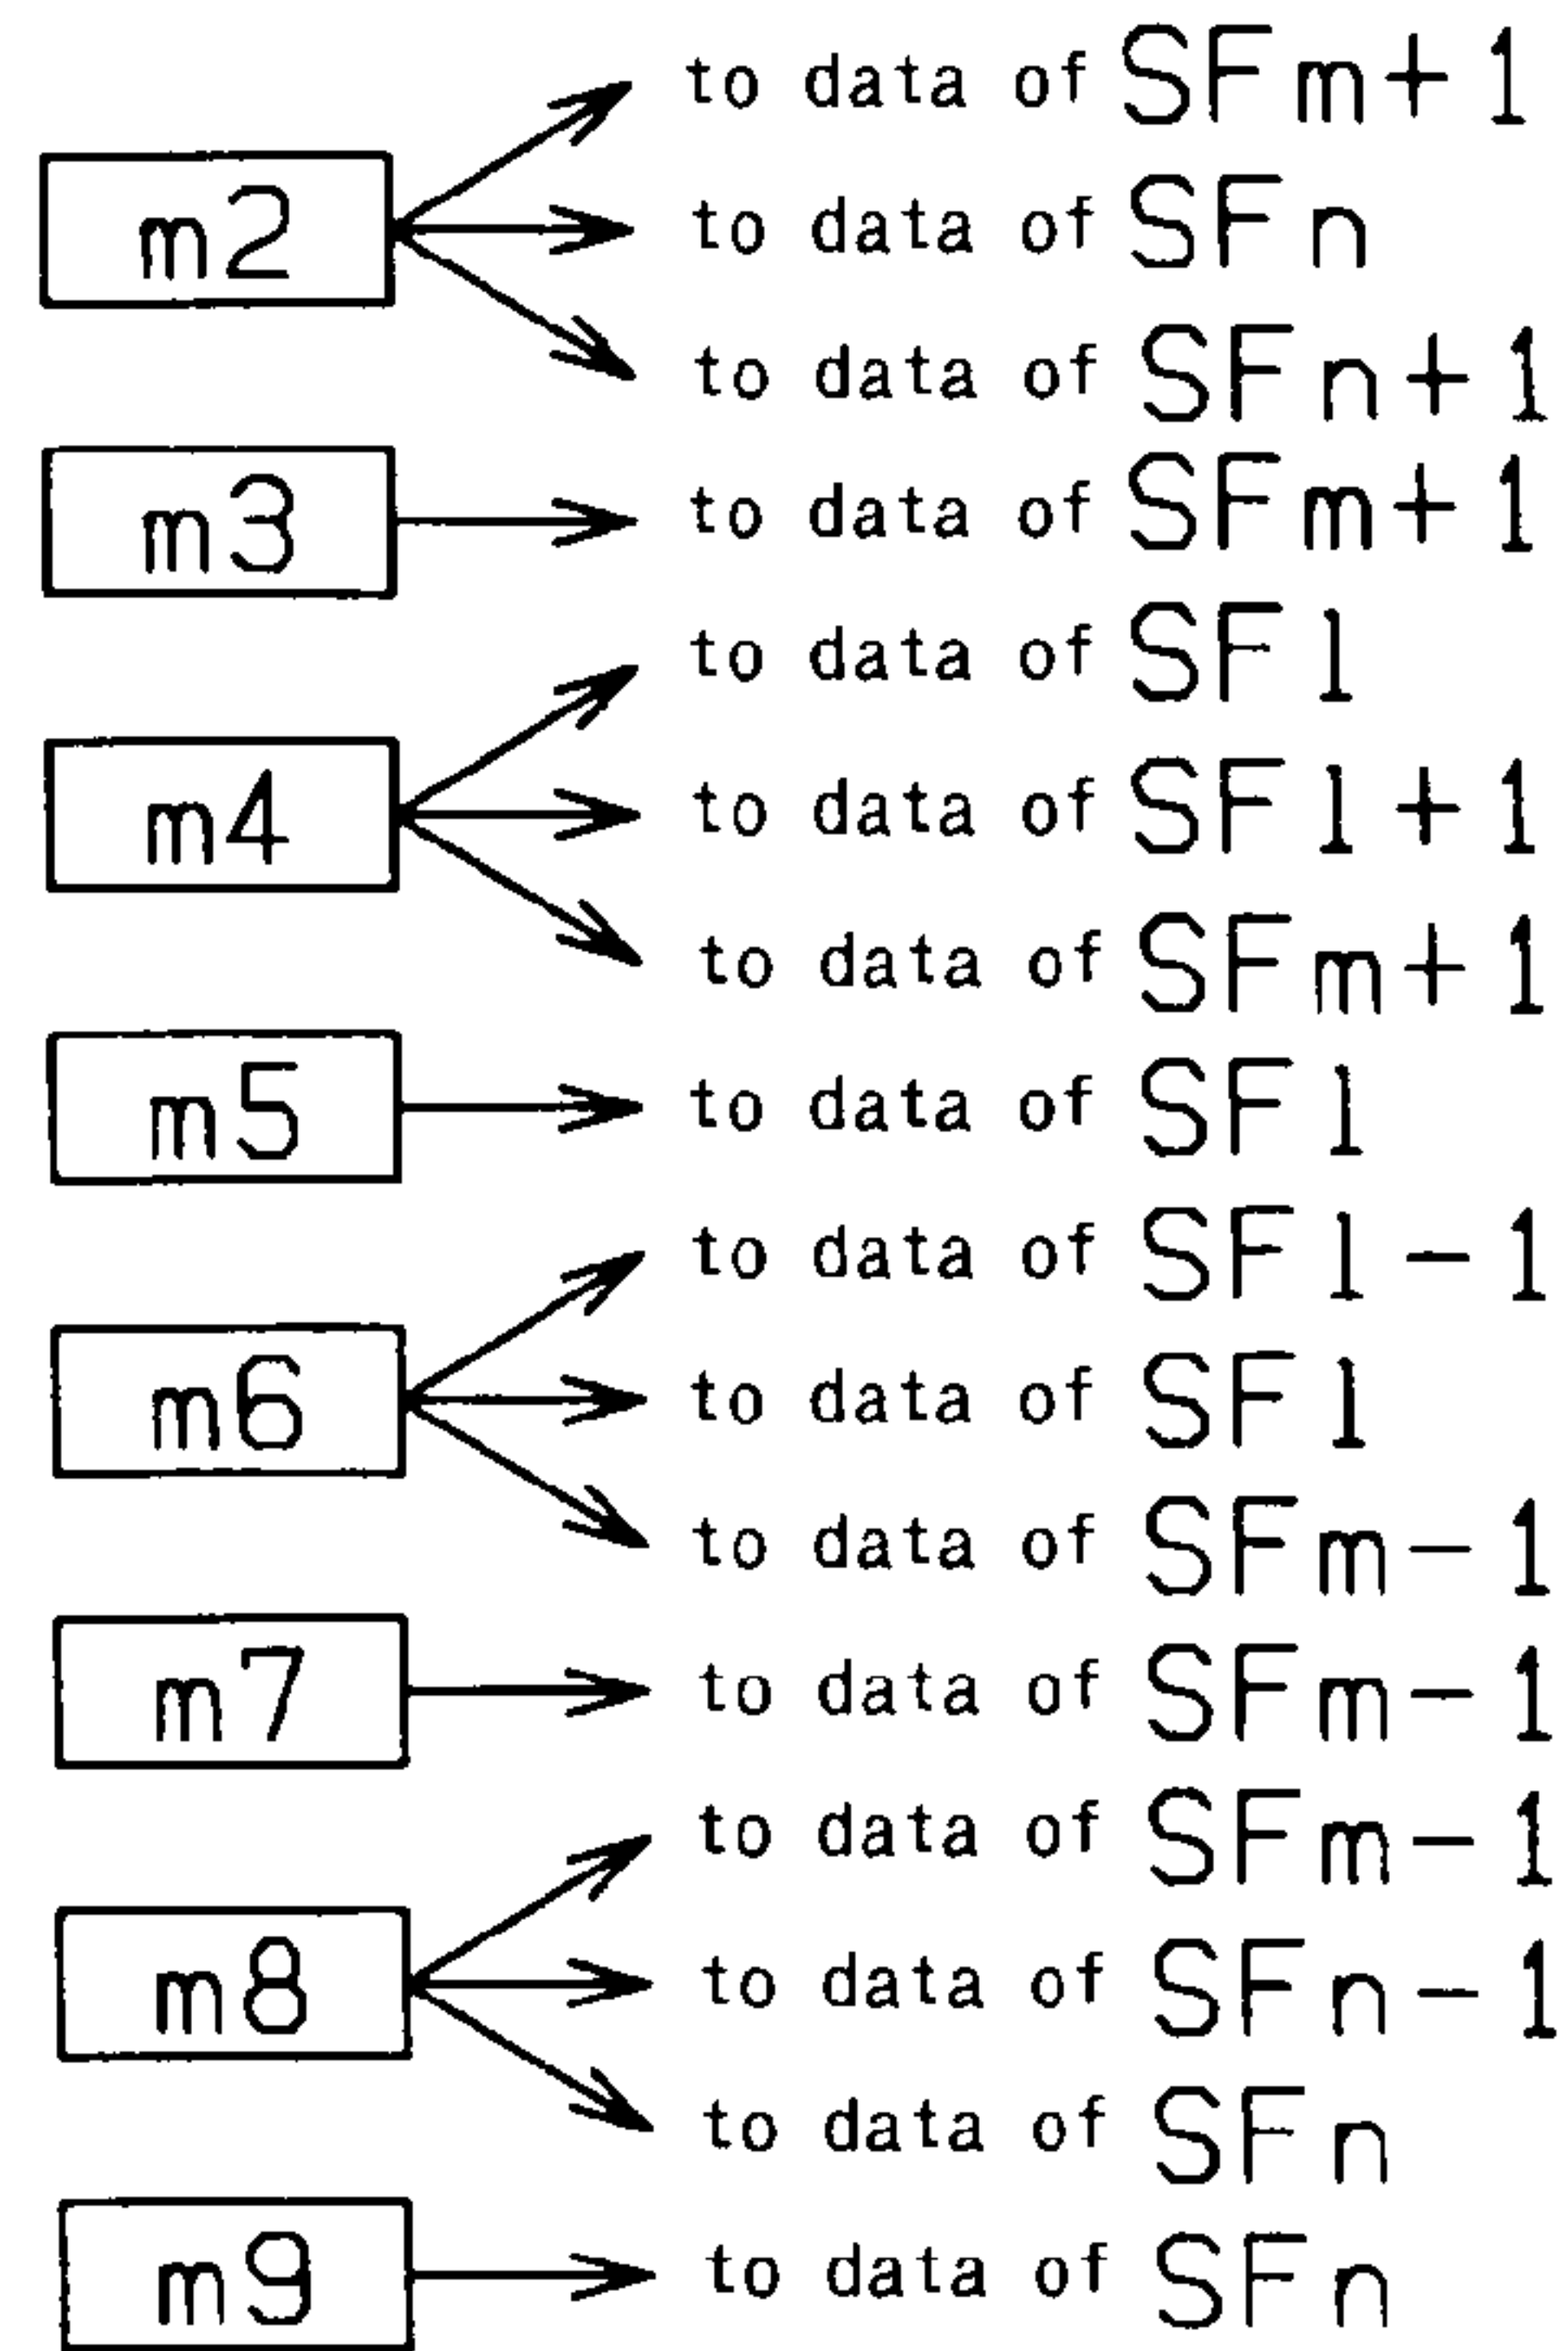 to data of SFm+1
m2 to data of SFn
to data of SFn+1
m3 to data of SFm+1
to data of SFl
m4 to data of SFl+1
to data of SFm+1
m5 to data of SFl
to data of SFl-1
m6 to data of SFl
to data of SFm-1
m7 to data of SFm-1
to data of SFm-1
m8 to data of SFn-1
to data of SFn
m9 to data of SFn